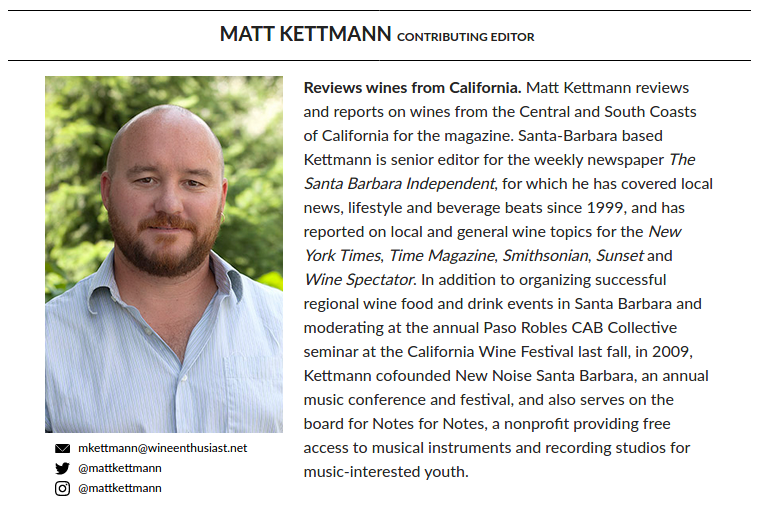 MATT KETTMANN CONTRIBUTING EDITOR
Reviews wines from California. Matt Kettmann reviews
and reports on wines from the Central and South Coasts
of California for the magazine. Santa-Barbara based
Kettmann is senior editor for the weekly newspaper The
Santa Barbara Independent, for which he has covered local
news, lifestyle and beverage beats since 1999, and has
reported on local and general wine topics for the New
York Times, Time Magazine, Smithsonian, Sunset and
Wine Spectator. In addition to organizing successful
regional wine food and drink events in Santa Barbara and
moderating at the annual Paso Robles CAB Collective
seminar at the California Wine Festival last fall, in 2009,
Kettmann cofounded New Noise Santa Barbara, an annual
music conference and festival, and also serves on the
board for Notes for Notes, a nonprofit providing free
access to musical instruments and recording studios for
music-interested youth.
mkettmann@wineenthusiast.net
@mattkettmann
@mattkettmann